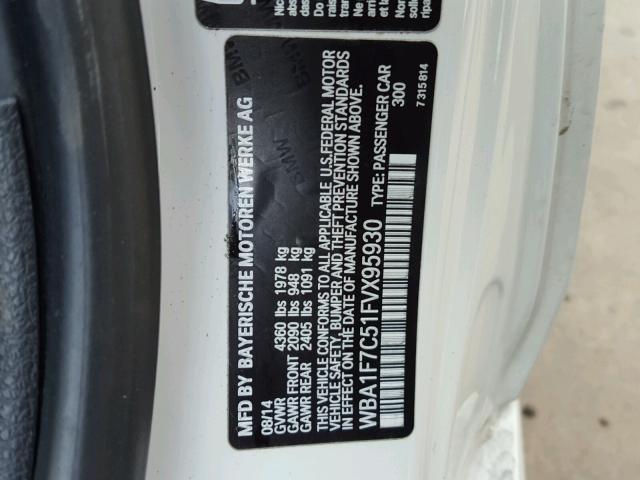 MFD BY BAYERISCHE MOTOREN WERKE AG
08/14
GVWR 4360 lbs 1978 kg
GAWR FRONT 2090 lbs 948 kg
GAWR REAR 2405 lbs 1091 kg
THIS VEHICLE CONFORMS TO ALL APPLICABLE U.S.FEDERAL MOTOR
VEHICLE SAFETY, BUMPER AND THEFT PREVENTION STANDARDS
IN EFFECT ON THE DATE OF MANUFACTURE SHOWN ABOVE.
WBA1F7C51FVX95930 TYPE: PASSENGER CAR
300
7 315 814
BMW